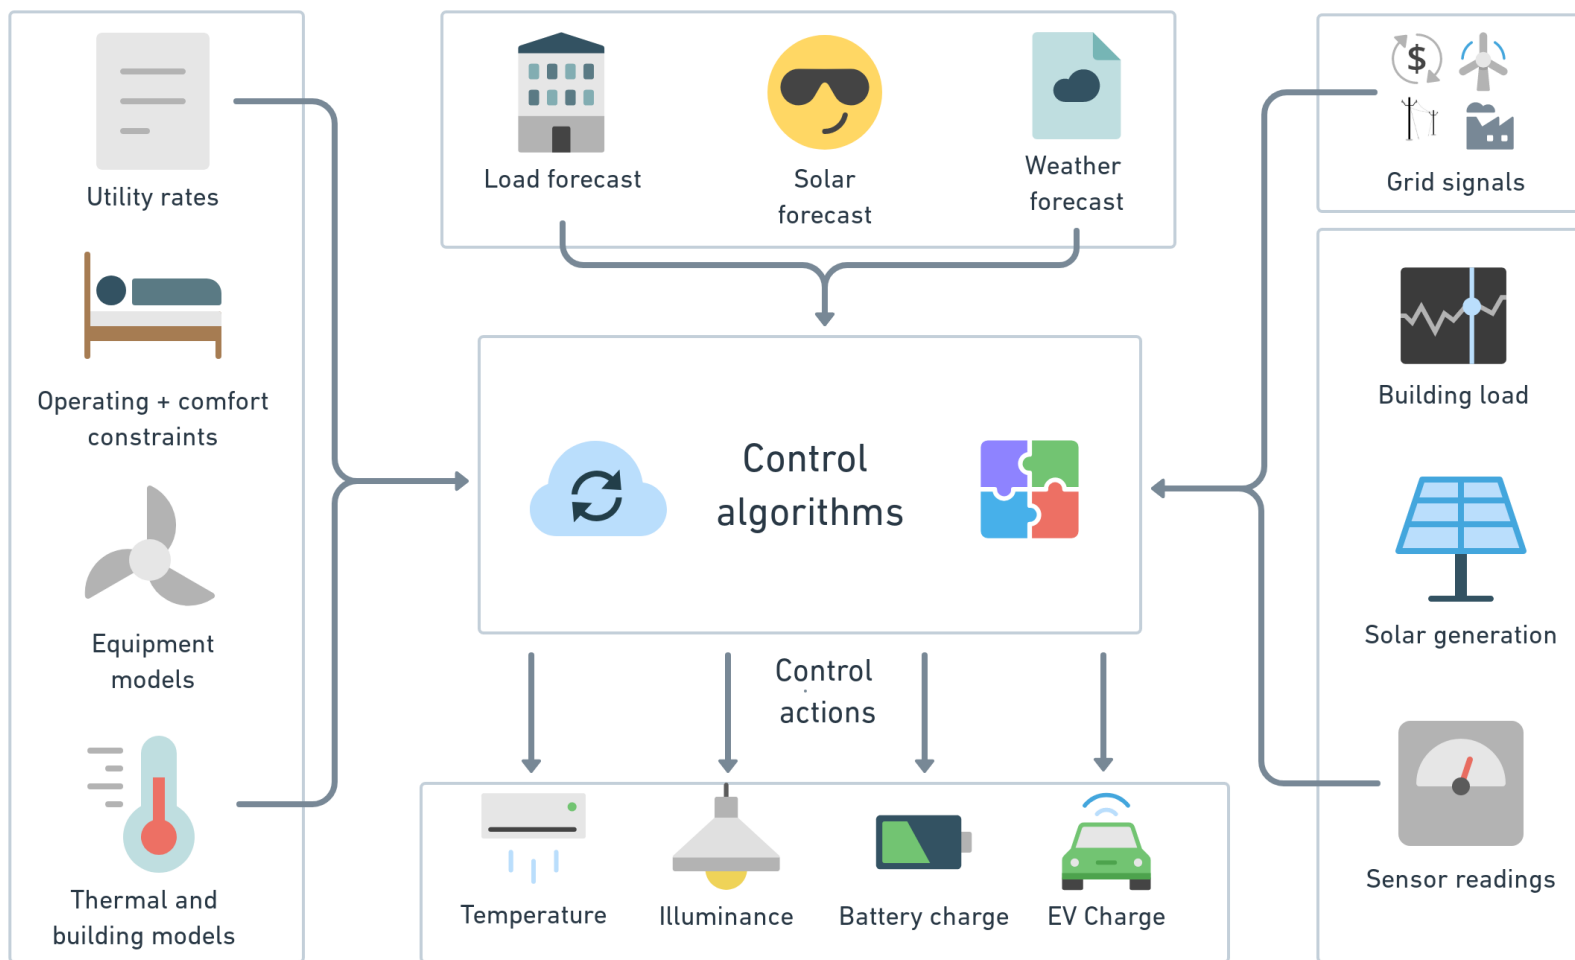 Utility rates
Operating + comfort
constraints
Equipment
models
Thermal and
building models
Load forecast
Solar
forecast
Weather
forecast
$
Grid signals
Control
algorithms
Control
actions
Temperature
Illuminance
Battery charge
EV Charge
Building load
Solar generation
Sensor readings